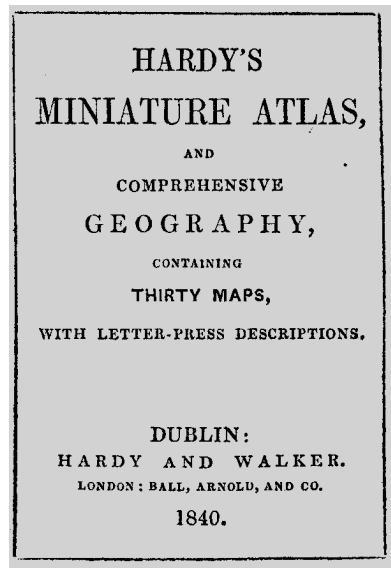 HARDY'S
MINIATURE ATLAS,
AND
COMPREHENSIVE
GEOGRAPHY,
CONTAINING
THIRTY MAPS,
WITH LETTER-PRESS DESCRIPTIONS.
DUBLIN:
HARDY AND WALKER.
LONDON: BALL, ARNOLD, AND CO.
1840.